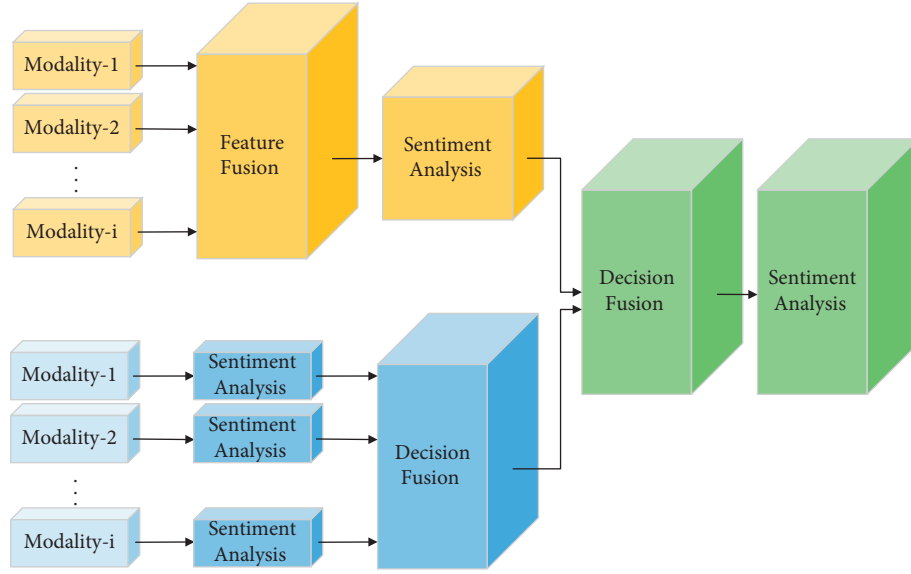 Modality-1
Modality-2
Modality-i
Feature
Fusion
Sentiment
Analysis
Modality-1
Modality-2
Modality-i
Sentiment
Analysis
Sentiment
Analysis
Sentiment
Analysis
Decision
Fusion
Decision
Fusion
Sentiment
Analysis